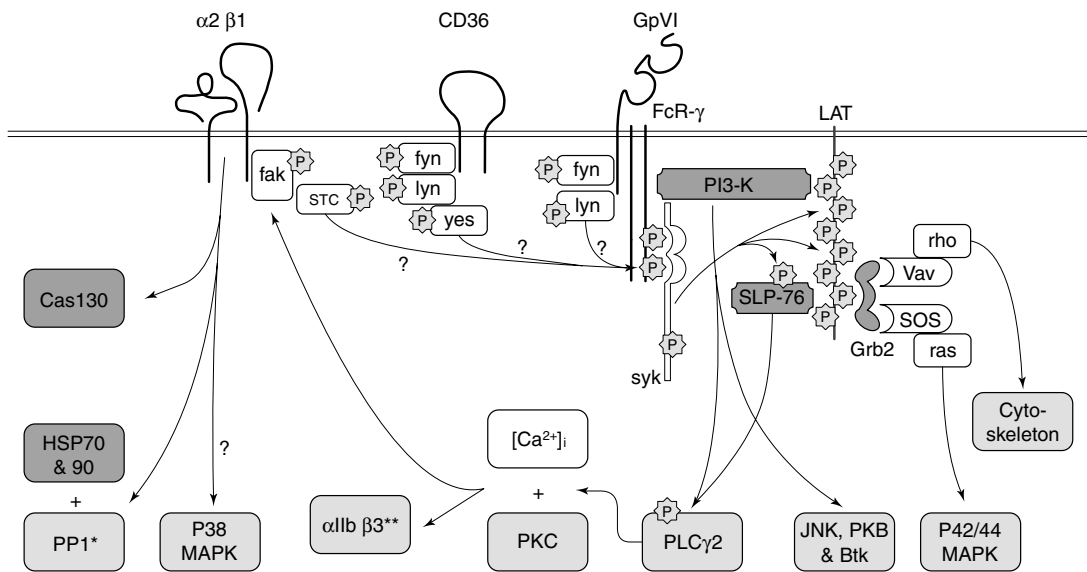 α2 β1
CD36
GpVI
FcR-γ
LAT
fak
P
STC
P
P
fyn
P
lyn
P
yes
P
fyn
P
lyn
?
?
?
P
P
P
syk
PI3-K
P
SLP-76
P
P
P
P
P
P
P
P
rho
Vav
SOS
ras
Grb2
Cas130
HSP70
& 90
+
PP1*
?
P38
MAPK
αIIb β3**
[Ca²⁺]ᵢ
+
PKC
P
PLCγ2
JNK, PKB
& Btk
P42/44
MAPK
Cyto-
skeleton